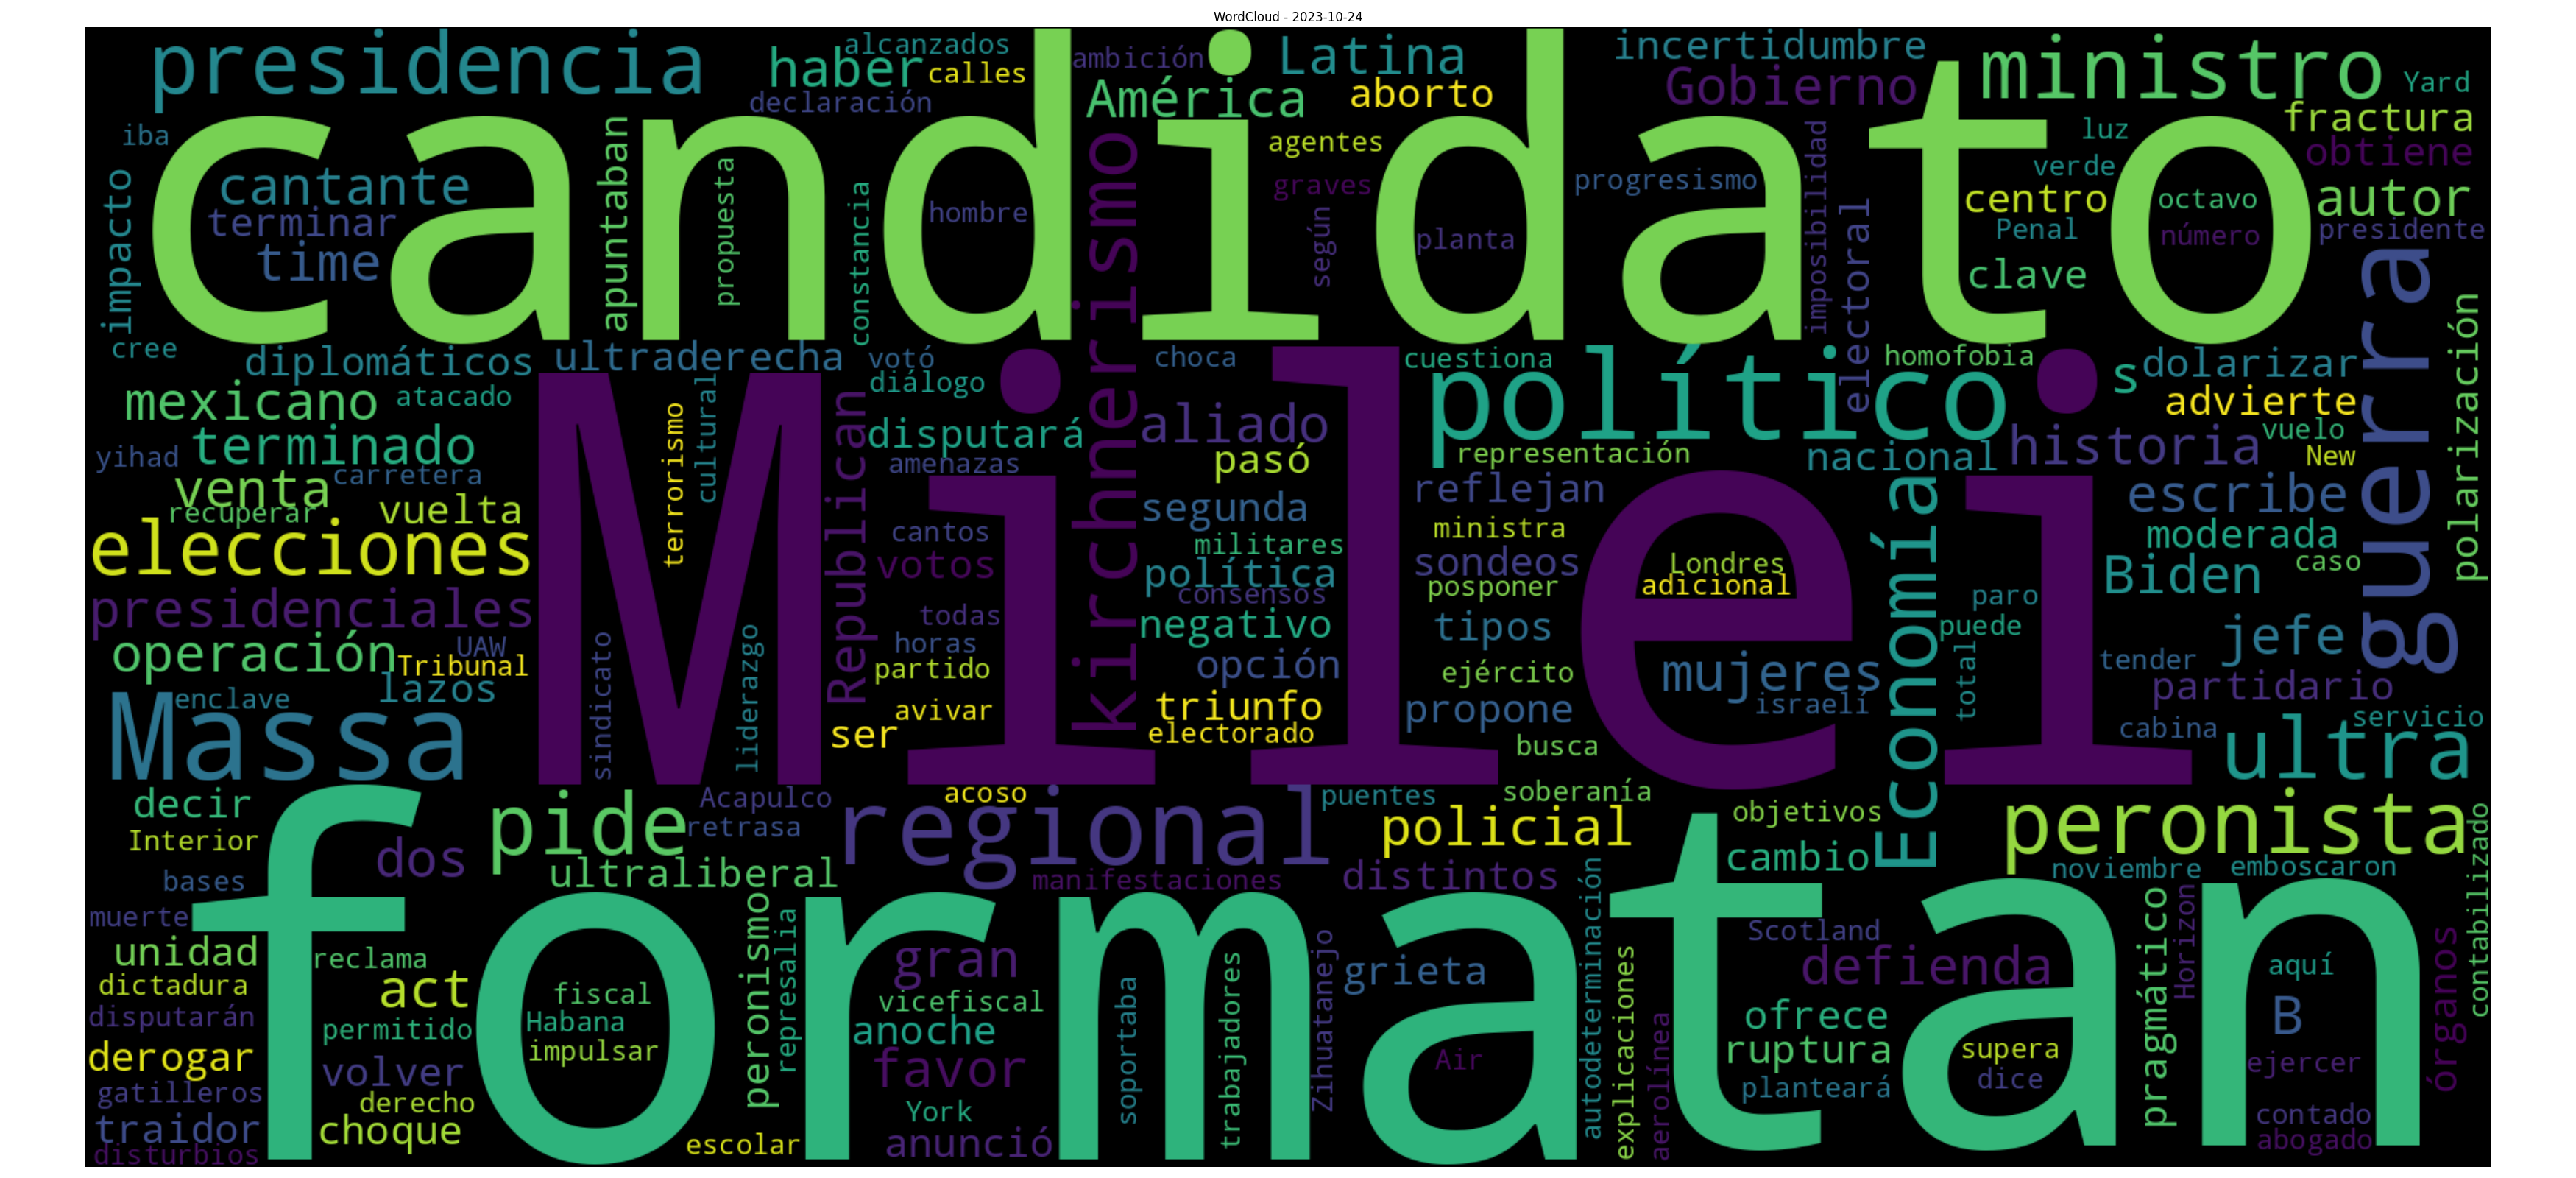 WordCloud - 2023-10-24
presidencia
haber
alcanzados
calles
declaración
ambición
Latina
América
aborto
incertidumbre
Gobierno
ministro
Yard
fractura
obtiene
autor
presidente
iba
impacto
cree
candidato
cantante
terminar
time
apuntaban
propuesta
constancia
hombre
kirchnerismo
agentes
graves
según
planta
progresismo
imposibilidad
electoral
luz
verde
centro
Penal
clave
octavo
número
guerra
polarización
diplomáticos
ultraderecha
votó
diálogo
choca
cuestiona
político
homofobia
s
dolarizar
advierte
mexicano
atacado
terminado
yihad
carretera
venta
recuperar
vuelta
elecciones
presidenciales
operación
UAW
Tribunal
lazos
enclave
Massa
Milei
terrorismo
cultural
sindicato
liderazgo
Republican
disputará
amenazas
cantos
votos
todas
horas
partido
avivar
ser
aliado
pasó
segunda
militares
política
consensos
negativo
opción
triunfo
electorado
representación
reflejan
ministra
sondeos
posponer
tipos
ejército
propone
busca
soberanía
Londres
adicional
mujeres
israelí
nacional
historia
vuelo
New
escribe
moderada
caso
Biden
Economía
paro
puede
total
jefe
tender
partidario
cabina
servicio
ultra
decir
Interior
bases
muerte
dos
pide
Acapulco
retrasa
ultraliberal
acoso
regional
manifestaciones
puentes
policial
distintos
objetivos
cambio
peronista
noviembre
emboscaron
contabilizado
formatan
unidad
dictadura
disputarán
derogar
gatilleros
traidor
disturbios
reclama
act
permitido
volver
derecho
choque
fiscal
Habana
impulsar
escolar
peronismo
represalia
gran
vicefiscal
anoche
favor
York
anunció
soportaba
trabajadores
Zihuatanejo
grieta
Air
autodeterminación
explicaciones
aerolínea
Scotland
defienda
ofrece
ruptura
planteará
supera
dice
pragmático
Horizon
aquí
B
ejercer
contado
abogado
órganos